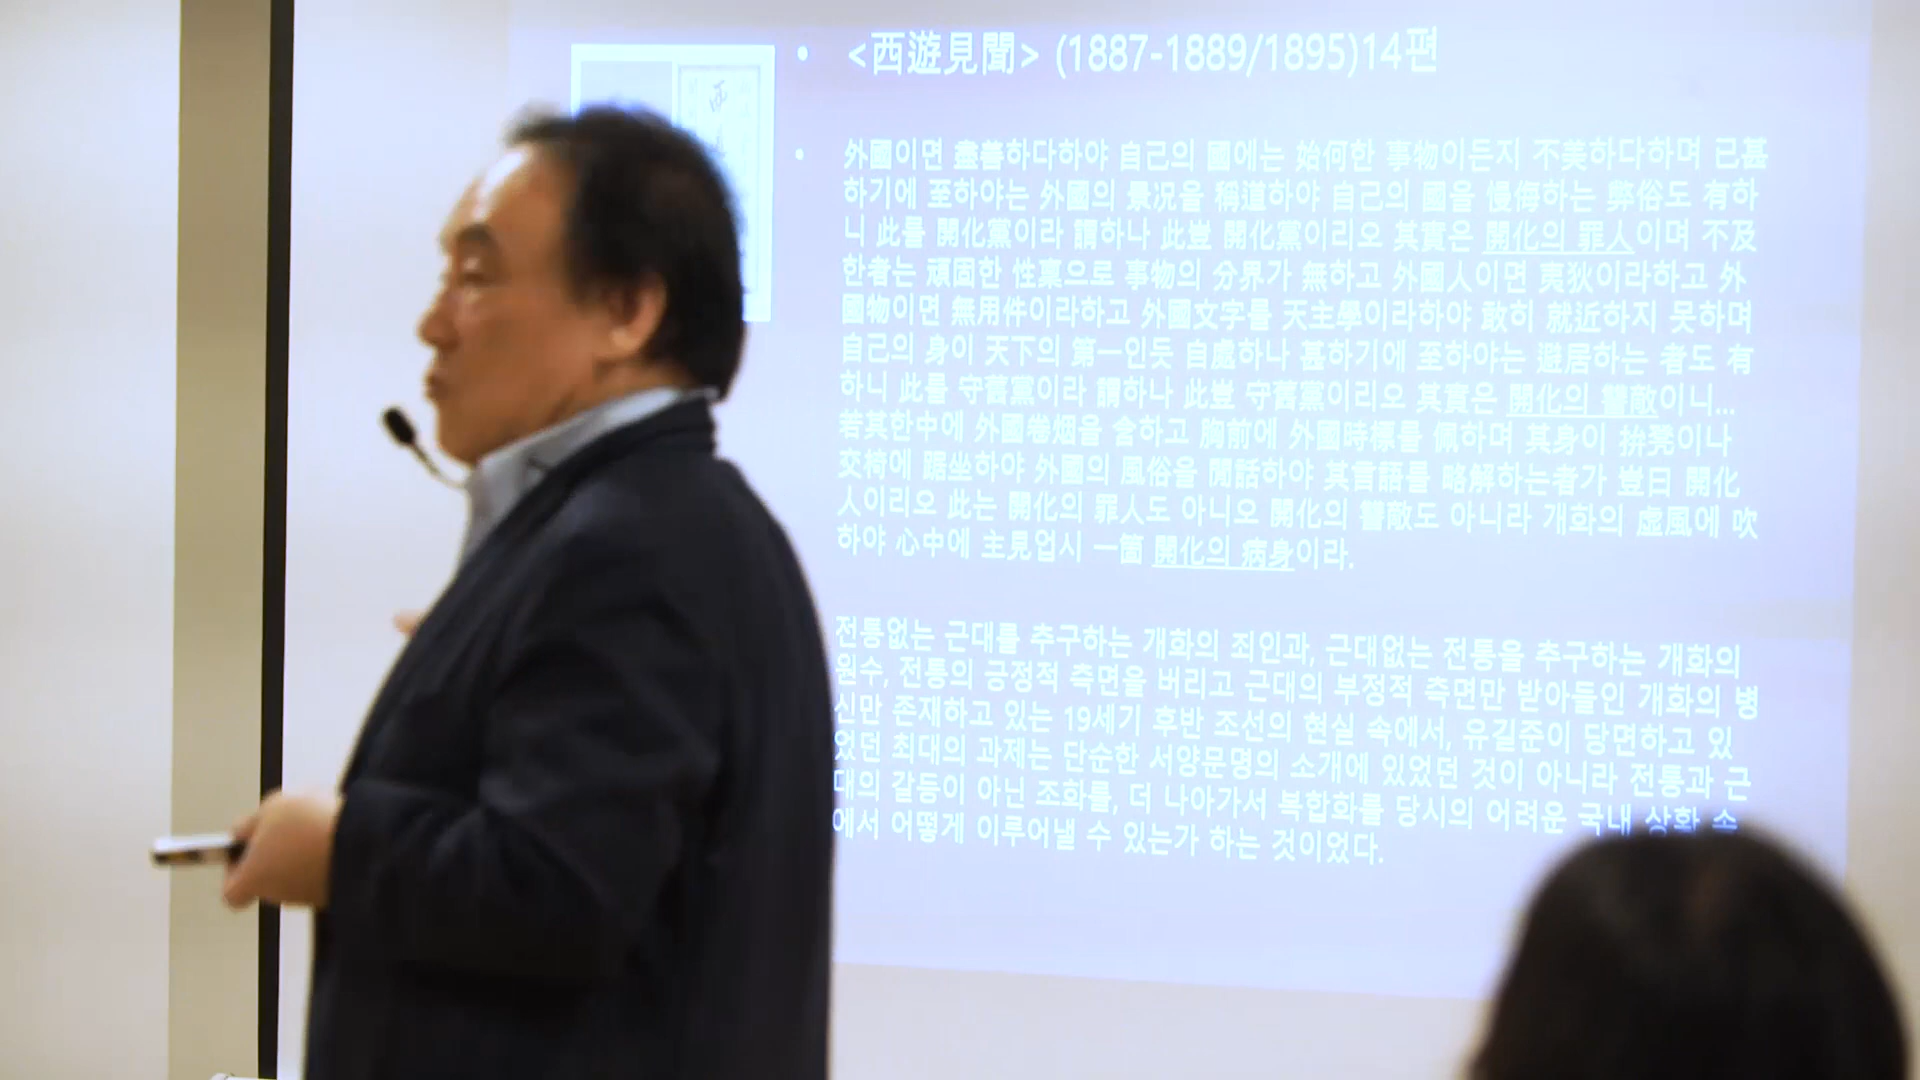 <西遊見聞> (1887-1889/1895)14편
外國이면 盡善하다하야 自己의 國에는 始何한 事物이든지 不美하다하며 已甚
하기에 至하야는 外國의 景況을 稱道하야 自己의 國을 慢侮하는 弊俗도 有하
니 此를 開化黨이라 謂하나 此豈 開化黨이리오 其實은 開化의 罪人이며 不及
한者는 頑固한 性稟으로 事物의 分界가 無하고 外國人이면 夷狄이라하고 外
國物이면 無用件이라하고 外國文字를 天主學이라하야 敢히 就近하지 못하며
自己의 身이 天下의 第一인듯 自處하나 甚하기에 至하야는 避居하는 者도 有
하니 此를 守舊黨이라 謂하나 此豈 守舊黨이리오 其實은 開化의 讐敵이니...
若其한中에 外國卷烟을 含하고 胸前에 外國時標를 佩하며 其身이 拚凳이나
交椅에 踞坐하야 外國의 風俗을 閒話하야 其言語를 略解하는者가 豈曰 開化
人이리오 此는 開化의 罪人도 아니오 開化의 讐敵도 아니라 개화의 虛風에 吹
하야 心中에 主見업시 一箇 開化의 病身이라.
전통없는 근대를 추구하는 개화의 죄인과, 근대없는 전통을 추구하는 개화의
원수, 전통의 긍정적 측면을 버리고 근대의 부정적 측면만 받아들인 개화의 병
신만 존재하고 있는 19세기 후반 조선의 현실 속에서, 유길준이 당면하고 있
었던 최대의 과제는 단순한 서양문명의 소개에 있었던 것이 아니라 전통과 근
대의 갈등이 아닌 조화를, 더 나아가서 복합화를 당시의 어려운 국내 상황 속
에서 어떻게 이루어낼 수 있는가 하는 것이었다.